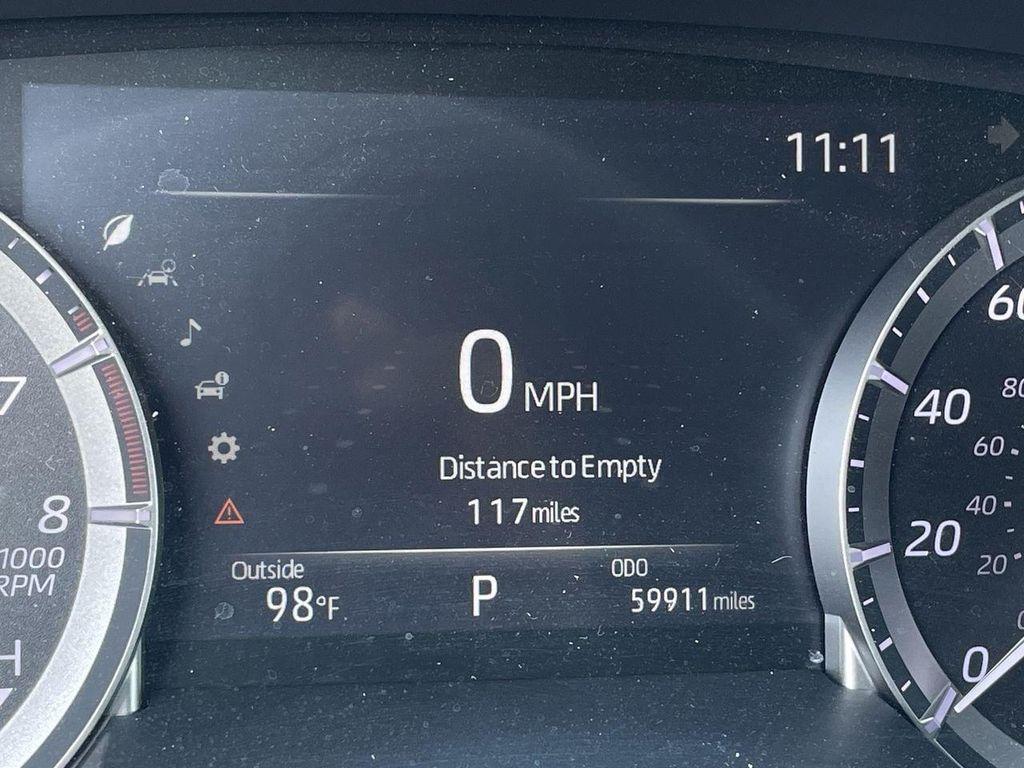 11:11
0 MPH
Distance to Empty
117 miles
Outside
98°F
P
ODO
59911 miles
7
8
1000
RPM
H
60
40
20
0
80
60
40
20